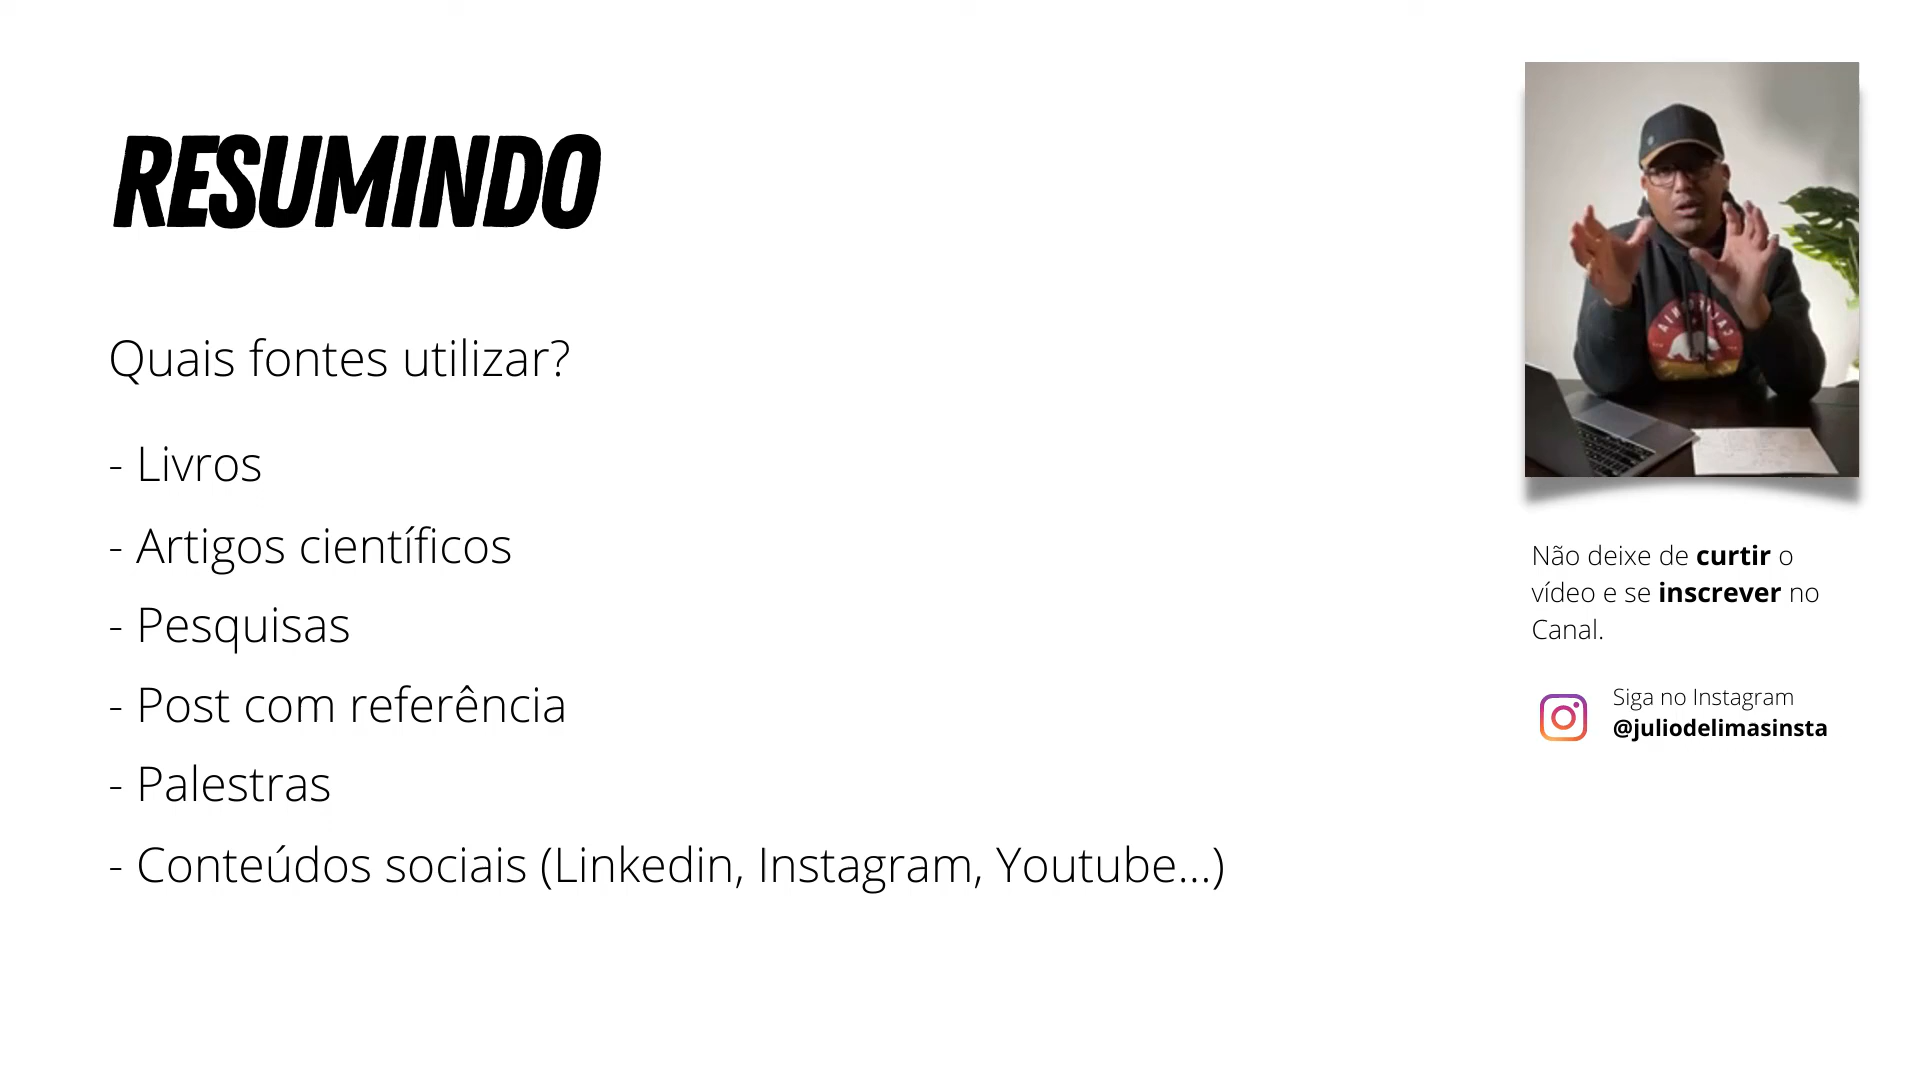 RESUMINDO
Quais fontes utilizar?
- Livros
- Artigos científicos
- Pesquisas
- Post com referência
- Palestras
- Conteúdos sociais (Linkedin, Instagram, Youtube...)
Não deixe de curtir o
vídeo e se inscrever no
Canal.
Siga no Instagram
@juliodelimasinsta